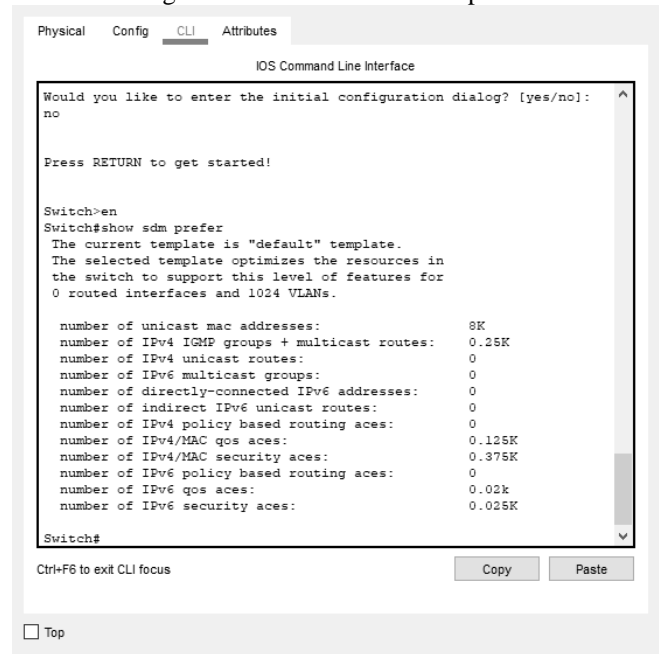 Physical Config CLI Attributes
IOS Command Line Interface
Would you like to enter the initial configuration dialog? [yes/no]:
no
Press RETURN to get started!
Switch>en
Switch#show sdm prefer
The current template is "default" template.
The selected template optimizes the resources in
the switch to support this level of features for
0 routed interfaces and 1024 VLANs.
number of unicast mac addresses: 8K
number of IPv4 IGMP groups + multicast routes: 0.25K
number of IPv4 unicast routes: 0
number of IPv6 multicast groups: 0
number of directly-connected IPv6 addresses: 0
number of indirect IPv6 unicast routes: 0
number of IPv4 policy based routing aces: 0
number of IPv4/MAC qos aces: 0.125K
number of IPv4/MAC security aces: 0.375K
number of IPv6 policy based routing aces: 0
number of IPv6 qos aces: 0.02k
number of IPv6 security aces: 0.025K
Switch#
Ctrl+F6 to exit CLI focus Copy Paste
Top